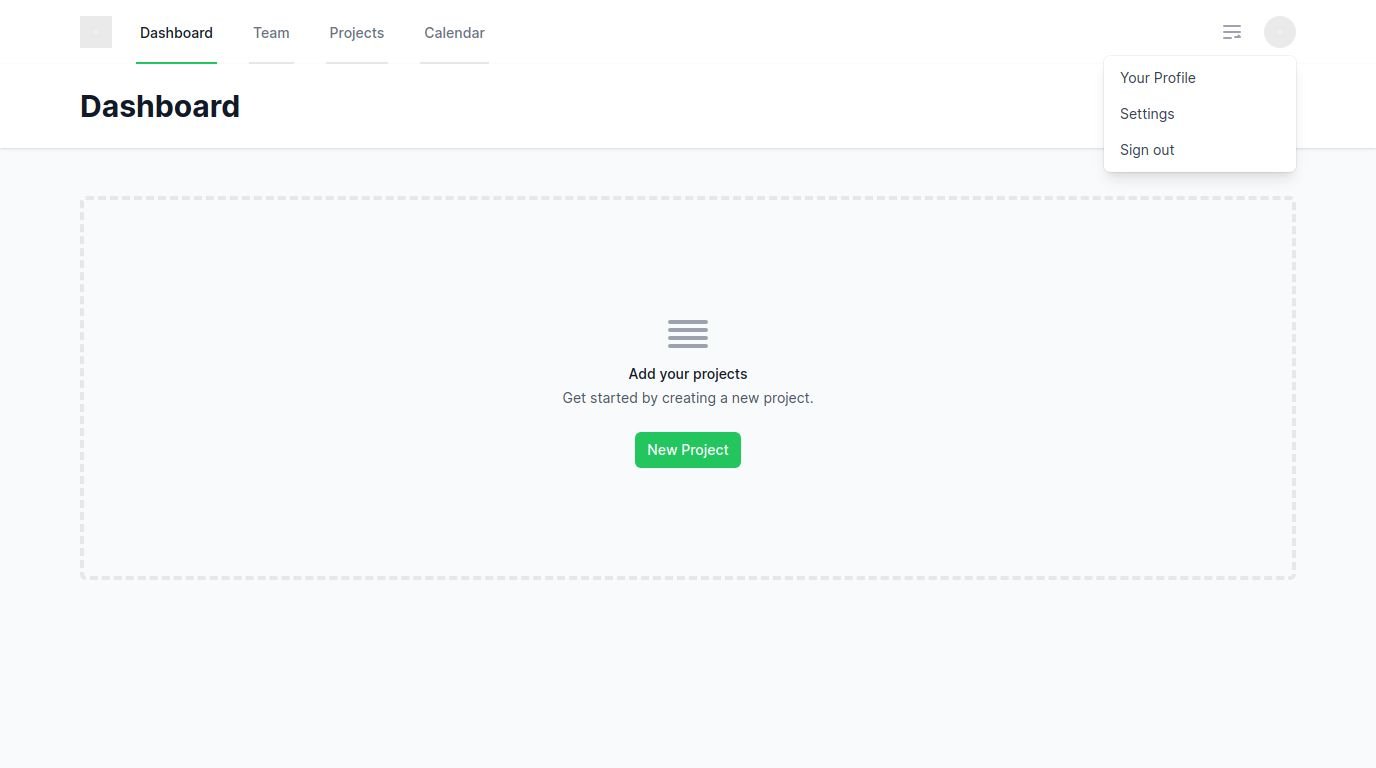 Dashboard
Team
Projects
Calendar
Your Profile
Settings
Sign out
Dashboard
Add your projects
Get started by creating a new project.
New Project